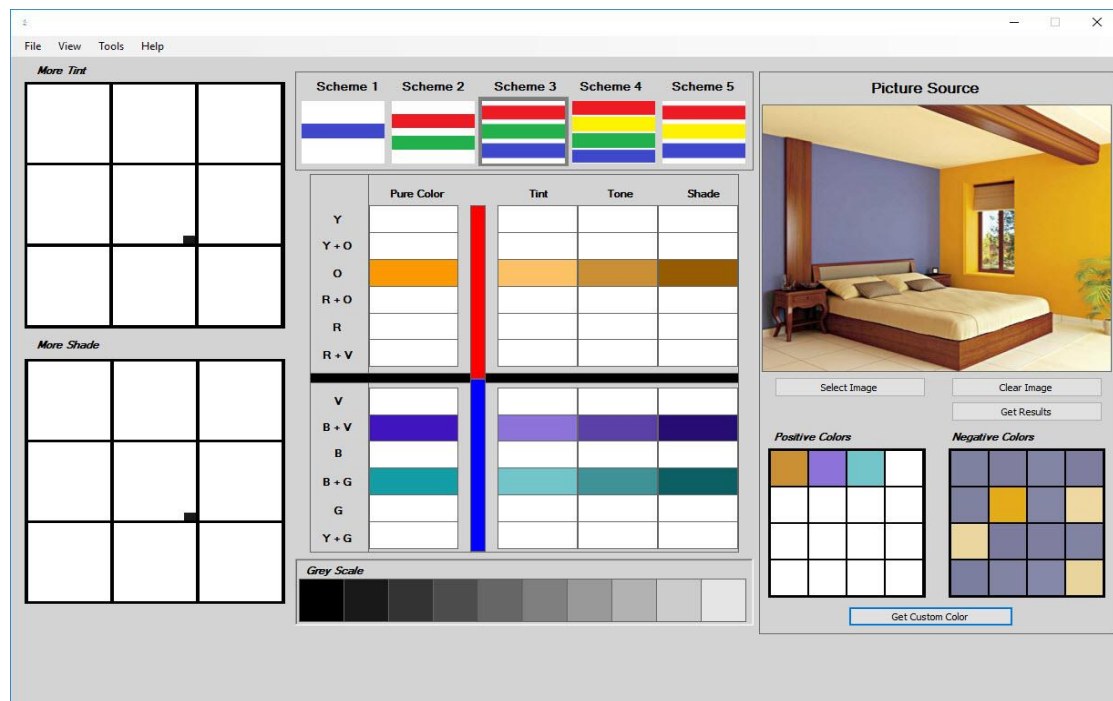 File View Tools Help
More Tint
More Shade
Scheme 1 Scheme 2 Scheme 3 Scheme 4 Scheme 5
Pure Color Tint Tone Shade
Y
Y + O
O
R + O
R
R + V
V
B + V
B
B + G
G
Y + G
Grey Scale
Picture Source
Select Image Clear Image
Get Results
Positive Colors Negative Colors
Get Custom Color